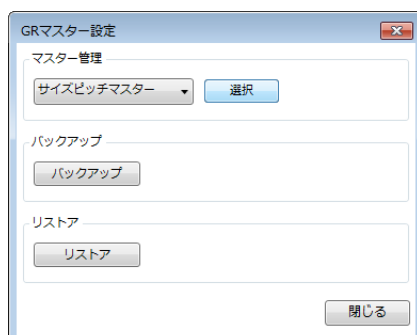 GRマスター設定
マスター管理
サイズピッチマスター 選択
バックアップ
バックアップ
リストア
リストア
閉じる